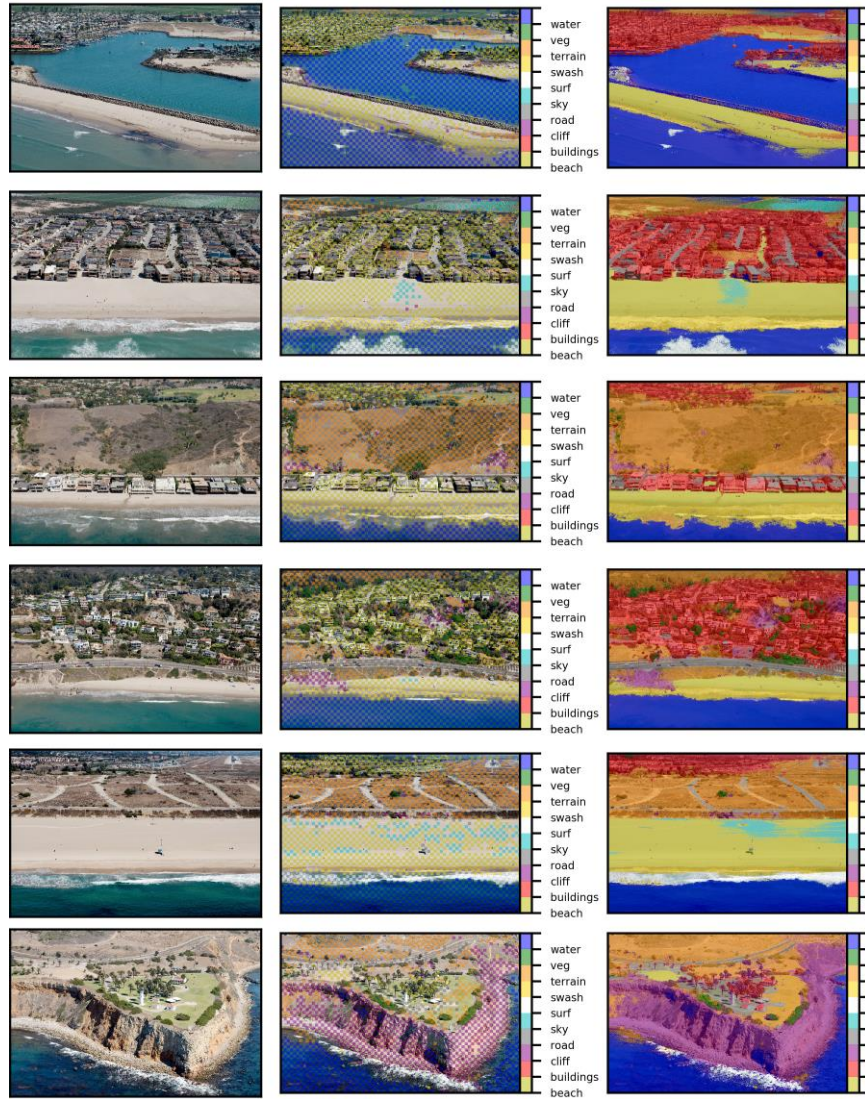 water
veg
terrain
swash
surf
sky
road
cliff
buildings
beach
water
veg
terrain
swash
surf
sky
road
cliff
buildings
beach
water
veg
terrain
swash
surf
sky
road
cliff
buildings
beach
water
veg
terrain
swash
surf
sky
road
cliff
buildings
beach
water
veg
terrain
swash
surf
sky
road
cliff
buildings
beach
water
veg
terrain
swash
surf
sky
road
cliff
buildings
beach